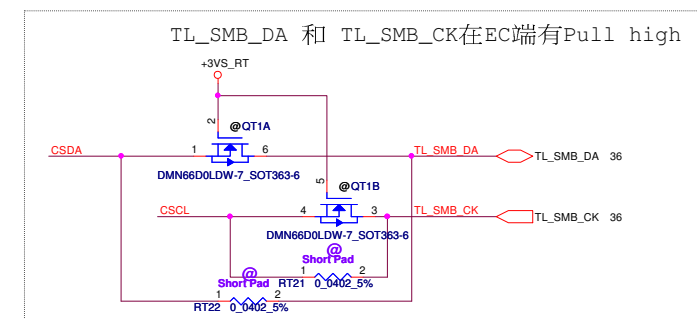 TL_SMB_DA 和 TL_SMB_CK在EC端有Pull high
+3VS_RT
2
@QT1A
CSDA
1
6
TL_SMB_DA
TL_SMB_DA 36
DMN66D0LDW-7_SOT363-6
5
@QT1B
CSCL
4
3
TL_SMB_CK
TL_SMB_CK 36
DMN66D0LDW-7_SOT363-6
@
Short Pad
1
2
RT21 0_0402_5%
@
Short Pad
1
2
RT22 0_0402_5%